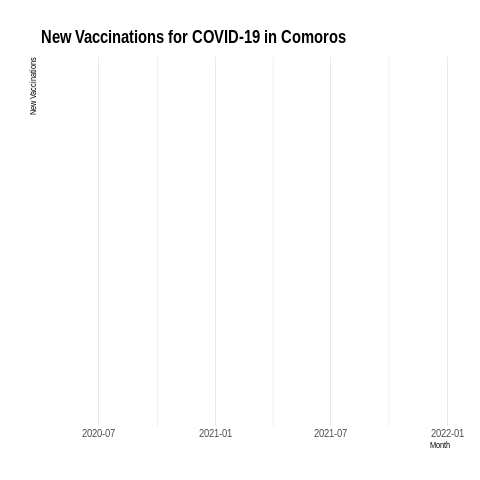 New Vaccinations for COVID-19 in Comoros
New Vaccinations
2020-07 2021-01 2021-07 2022-01
Month